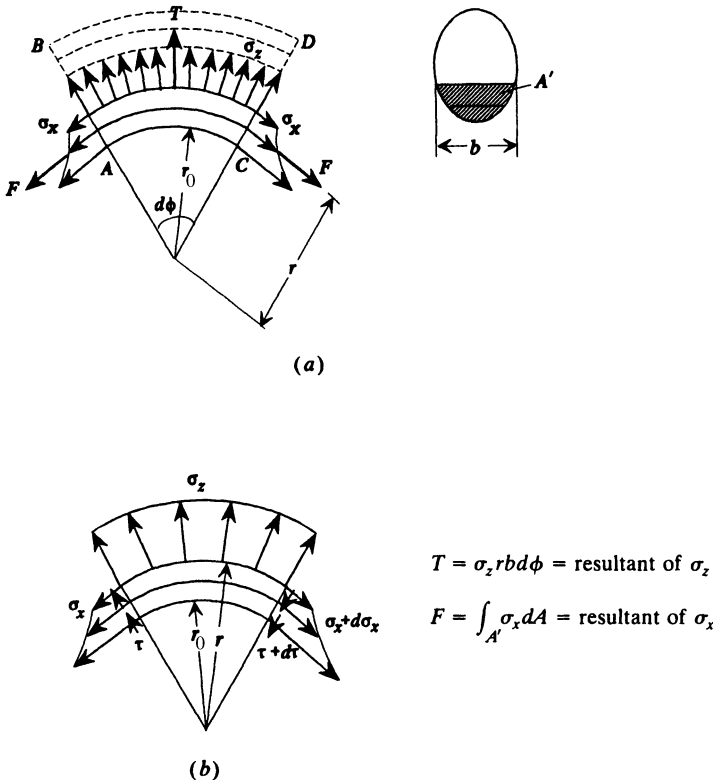 T
B
D
σz
σx
σx
A'
b
F
A
C
F
r0
dϕ
r
(a)
σz
T = σz rbdϕ = resultant of σz
σx
σx+dσx
F = ∫A' σx dA = resultant of σx
τ
r0
r
τ+dτ
(b)